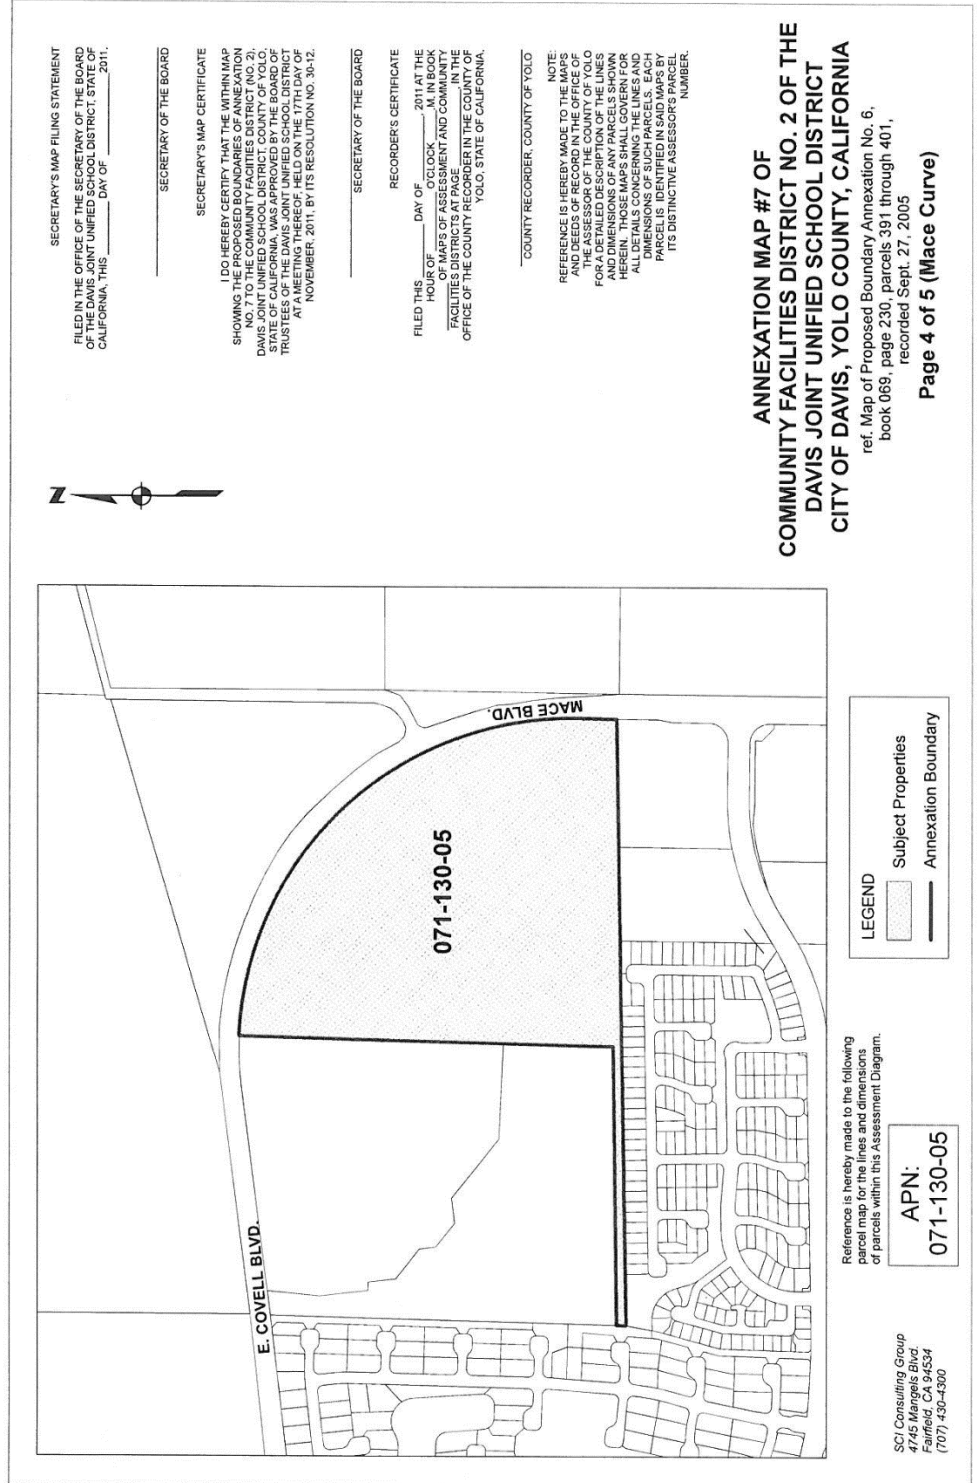 SECRETARY'S MAP FILING STATEMENT
FILED IN THE OFFICE OF THE SECRETARY OF THE BOARD
OF THE DAVIS JOINT UNIFIED SCHOOL DISTRICT, STATE OF
CALIFORNIA, THIS ________ DAY OF ____________ 2011.
SECRETARY OF THE BOARD
SECRETARY'S MAP CERTIFICATE
I DO HEREBY CERTIFY THAT THE WITHIN MAP
SHOWING THE PROPOSED BOUNDARIES OF ANNEXATION
NO. 7 TO THE COMMUNITY FACILITIES DISTRICT (NO. 2),
DAVIS JOINT UNIFIED SCHOOL DISTRICT, COUNTY OF YOLO,
STATE OF CALIFORNIA, WAS APPROVED BY THE BOARD OF
TRUSTEES OF THE DAVIS JOINT UNIFIED SCHOOL DISTRICT
AT A MEETING THEREOF, HELD ON THE 17TH DAY OF
NOVEMBER, 2011, BY ITS RESOLUTION NO. 30-12.
SECRETARY OF THE BOARD
RECORDER'S CERTIFICATE
FILED THIS ________ DAY OF ________, 2011 AT THE
HOUR OF ________ O'CLOCK ____.M, IN BOOK
________ OF MAPS OF ASSESSMENT AND COMMUNITY
FACILITIES DISTRICTS AT PAGE ________, IN THE
OFFICE OF THE COUNTY RECORDER IN THE COUNTY OF
YOLO, STATE OF CALIFORNIA.
COUNTY RECORDER, COUNTY OF YOLO
NOTE:
REFERENCE IS HEREBY MADE TO THE MAPS
AND DEEDS OF RECORD IN THE OFFICE OF
THE ASSESSOR OF THE COUNTY OF YOLO
FOR A DETAILED DESCRIPTION OF THE LINES
AND DIMENSIONS OF ANY PARCELS SHOWN
HEREIN. THOSE MAPS SHALL GOVERN FOR
ALL DETAILS CONCERNING THE LINES AND
DIMENSIONS OF SUCH PARCELS. EACH
PARCEL IS IDENTIFIED IN SAID MAPS BY
ITS DISTINCTIVE ASSESSOR'S PARCEL
NUMBER.
ANNEXATION MAP #7 OF
COMMUNITY FACILITIES DISTRICT NO. 2 OF THE
DAVIS JOINT UNIFIED SCHOOL DISTRICT
CITY OF DAVIS, YOLO COUNTY, CALIFORNIA
ref. Map of Proposed Boundary Annexation No. 6,
book 069, page 230, parcels 391 through 401,
recorded Sept. 27, 2005
Page 4 of 5 (Mace Curve)
N
E. COVELL BLVD.
MACE BLVD.
071-130-05
LEGEND
Subject Properties
Annexation Boundary
Reference is hereby made to the following
parcel map for the lines and dimensions
of parcels within this Assessment Diagram.
APN:
071-130-05
SCI Consulting Group
4745 Mangels Blvd.
Fairfield, CA 94534
(707) 430-4300